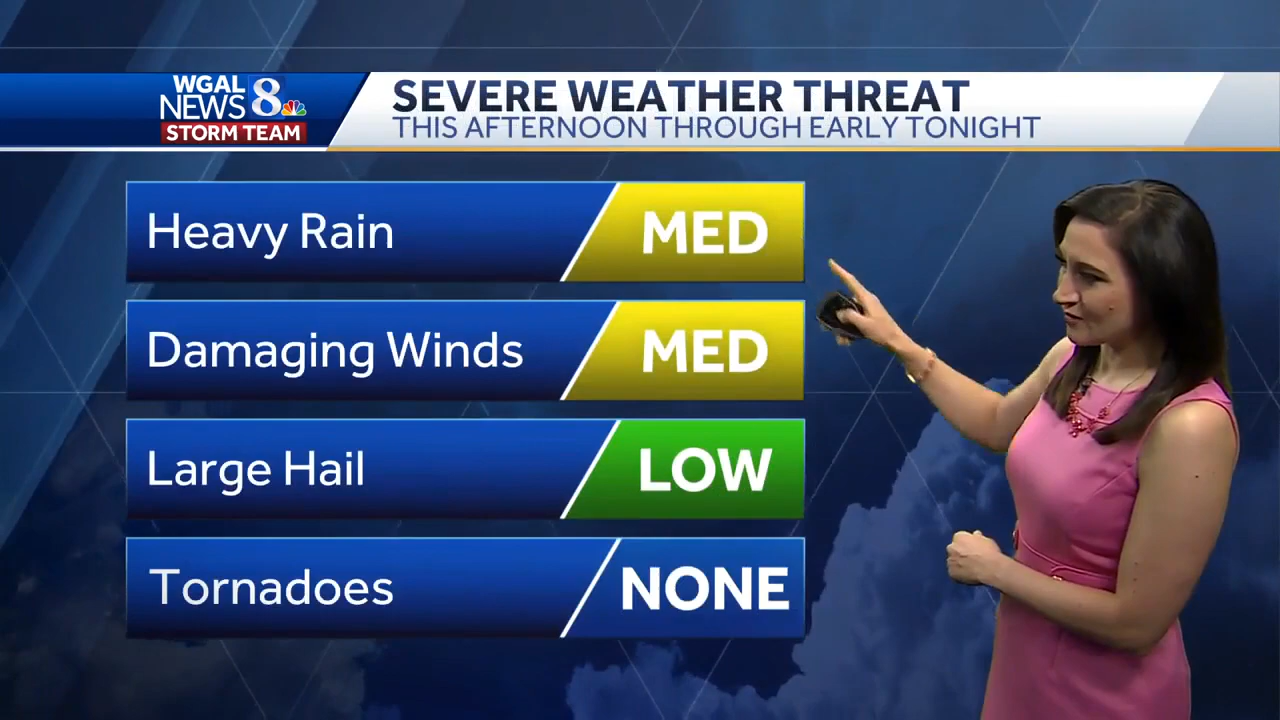 WGAL
NEWS 8
STORM TEAM
SEVERE WEATHER THREAT
THIS AFTERNOON THROUGH EARLY TONIGHT
Heavy Rain MED
Damaging Winds MED
Large Hail LOW
Tornadoes NONE